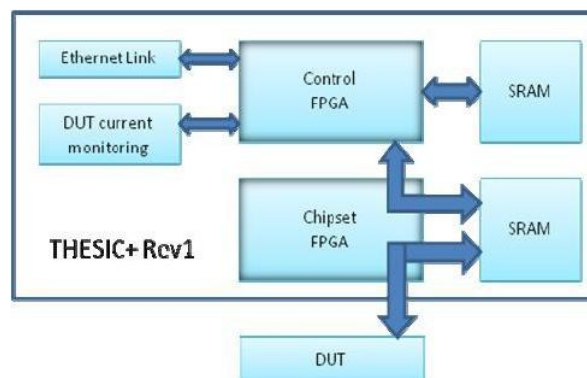 Ethernet Link
Control
FPGA
SRAM
DUT current
monitoring
Chipset
FPGA
SRAM
THESIC+ Rev1
DUT